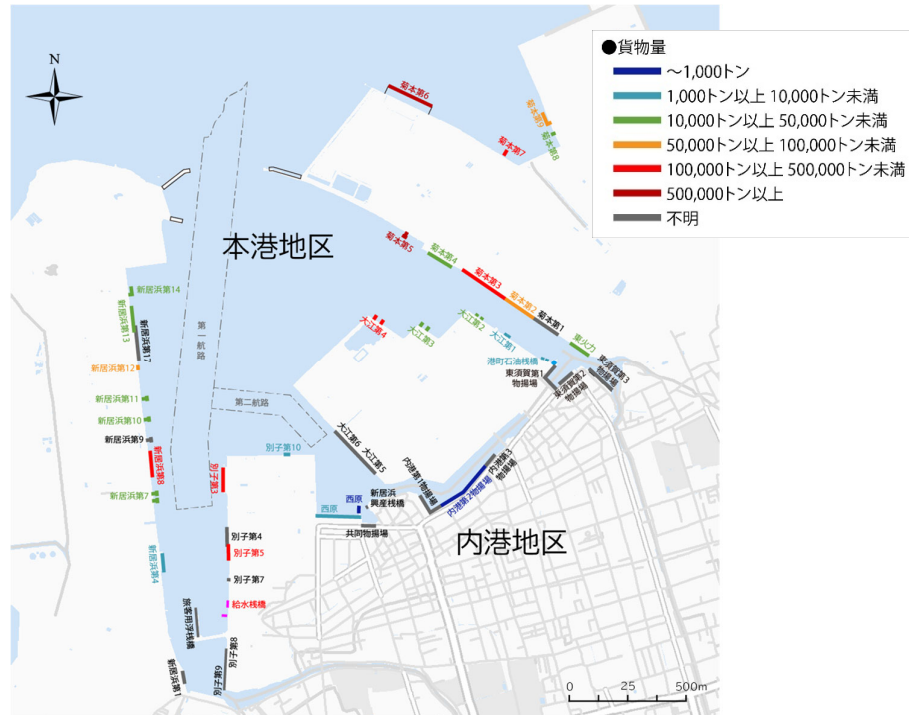 N
●貨物量
～1,000トン
1,000トン以上 10,000トン未満
10,000トン以上 50,000トン未満
50,000トン以上 100,000トン未満
100,000トン以上 500,000トン未満
500,000トン以上
不明
菊本第6
菊本第9
菊本第8
菊本第7
本港地区
菊本第5
菊本第4
菊本第3
菊本第2
菊本第1
東火力
新居浜第14
新居浜第13
新居浜第17
新居浜第12
新居浜第11
新居浜第10
新居浜第9
新居浜第8
新居浜第7
新居浜第4
新居浜第1
第一航路
第二航路
大江第4
大江第3
大江第2
大江第1
港町石油桟橋
東須賀第1
物揚場
東須賀第2
物揚場
東須賀第3
物揚場
大江第6
大江第5
別子第10
別子第3
西原
西原
新居浜
興産桟橋
共同物揚場
内港第1物揚場
内港第2物揚場
内港第3
物揚場
内港地区
別子第4
別子第5
別子第7
給水桟橋
旅客用浮桟橋
別子第8
別子第9
0 25 500m